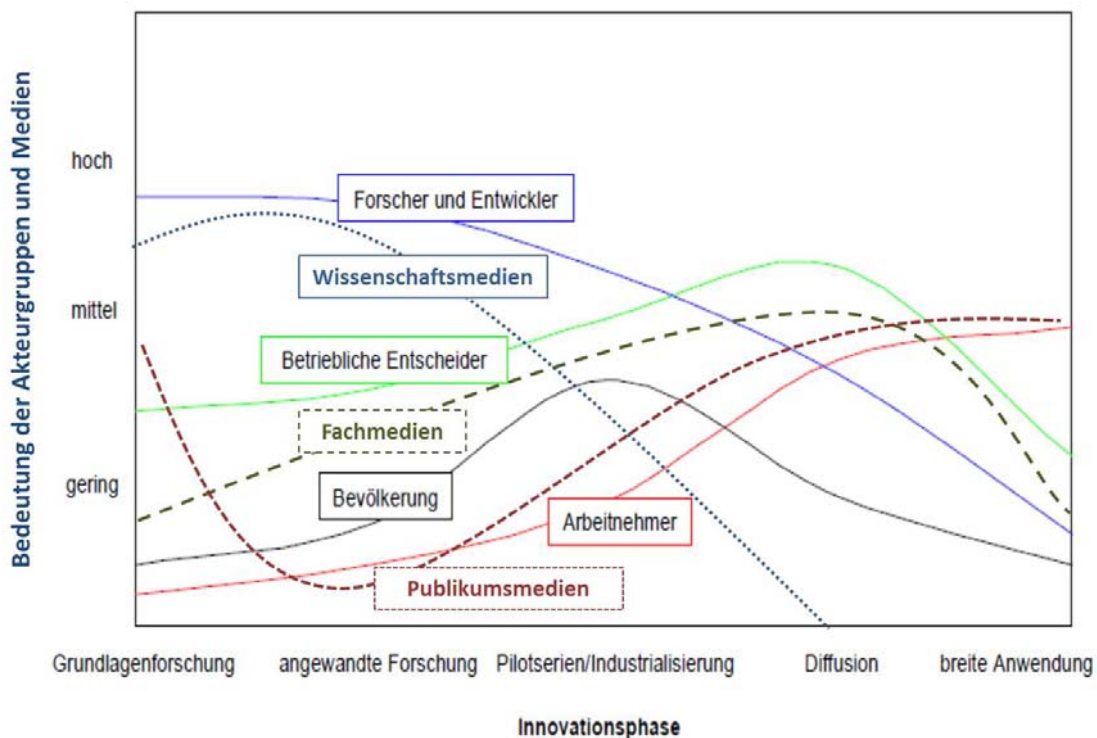 Bedeutung der Akteurgruppen und Medien
hoch
mittel
gering
Forscher und Entwickler
Wissenschaftsmedien
Betriebliche Entscheider
Fachmedien
Bevölkerung
Arbeitnehmer
Publikumsmedien
Grundlagenforschung
angewandte Forschung
Pilotserien/Industrialisierung
Diffusion
breite Anwendung
Innovationsphase